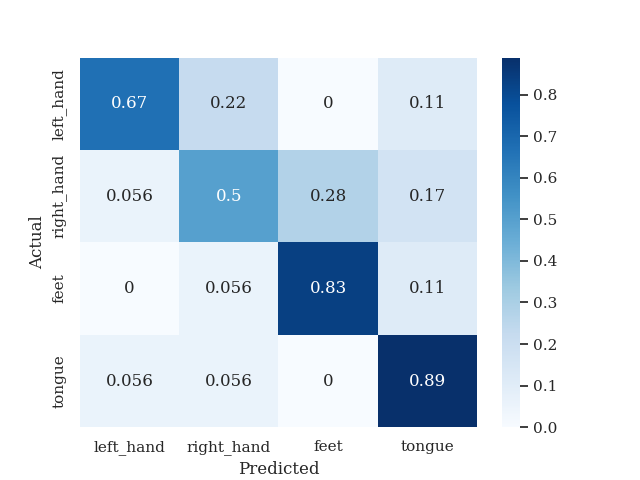 left_hand 0.67 0.22 0 0.11
right_hand 0.056 0.5 0.28 0.17
feet 0 0.056 0.83 0.11
tongue 0.056 0.056 0 0.89
left_hand right_hand feet tongue
Predicted
Actual
0.8
0.7
0.6
0.5
0.4
0.3
0.2
0.1
0.0